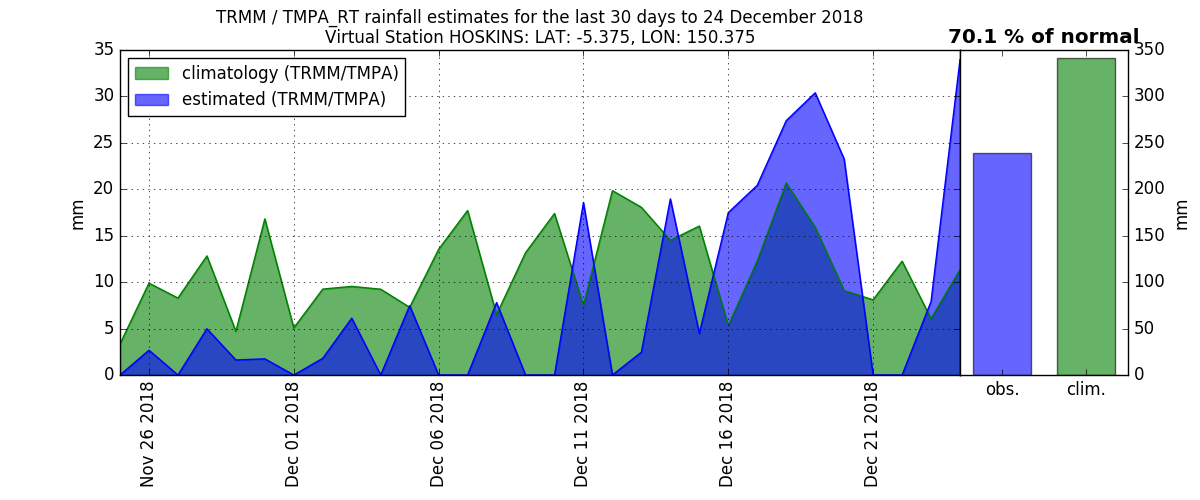 TRMM / TMPA_RT rainfall estimates for the last 30 days to 24 December 2018
Virtual Station HOSKINS: LAT: -5.375, LON: 150.375
70.1 % of normal
climatology (TRMM/TMPA)
estimated (TRMM/TMPA)
35
30
25
20
15
10
5
0
mm
350
300
250
200
150
100
50
0
mm
Nov 26 2018
Dec 01 2018
Dec 06 2018
Dec 11 2018
Dec 16 2018
Dec 21 2018
obs.
clim.